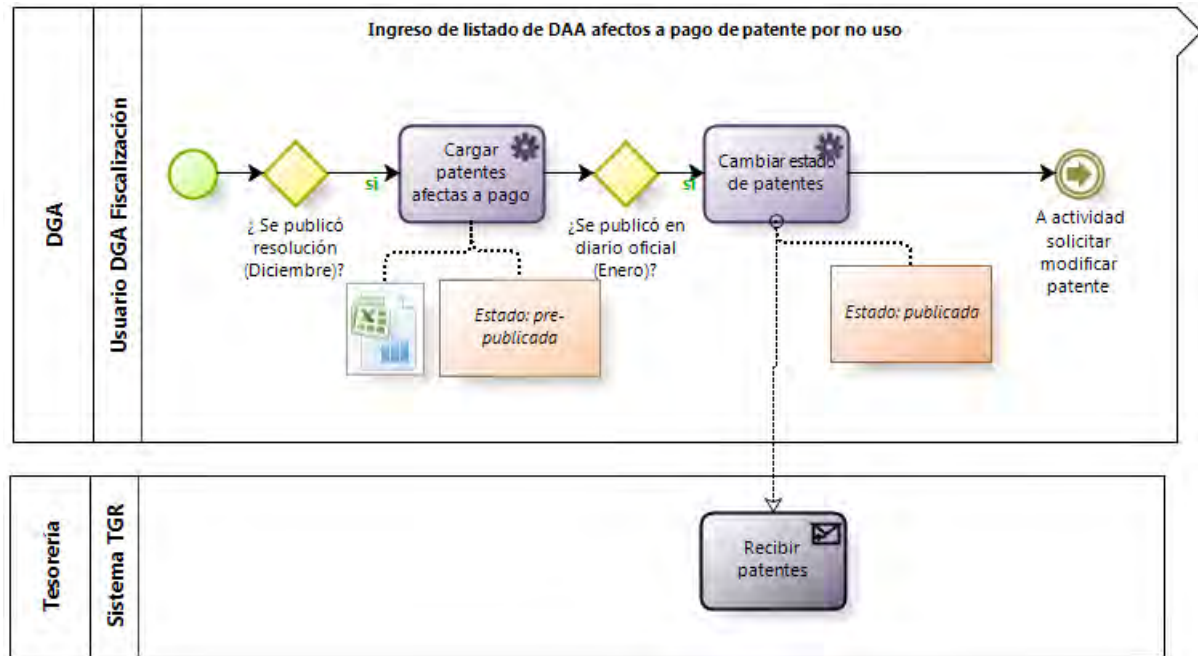 Ingreso de listado de DAA afectos a pago de patente por no uso
DGA
Usuario DGA Fiscalización
¿ Se publicó
resolución
(Diciembre)?
si
Cargar
patentes
afectas a pago
Estado: pre-
publicada
¿Se publicó en
diario oficial
(Enero)?
si
Cambiar estado
de patentes
Estado: publicada
A actividad
solicitar
modificar
patente
Tesorería
Sistema TGR
Recibir
patentes